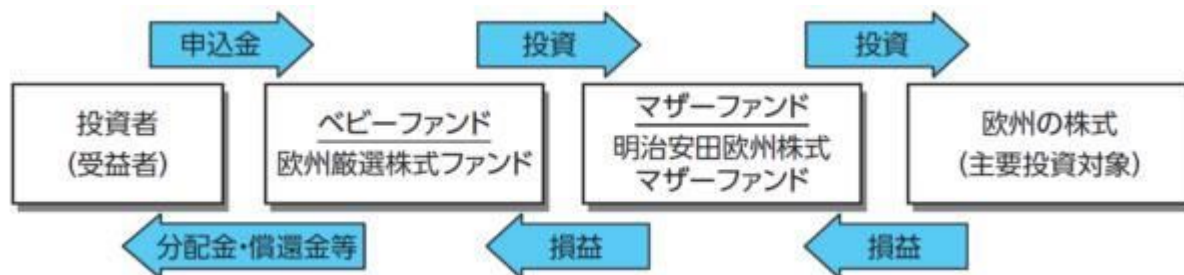 申込金
投資
投資
投資者
(受益者)
ベビーファンド
欧州厳選株式ファンド
マザーファンド
明治安田欧州株式
マザーファンド
欧州の株式
(主要投資対象)
分配金・償還金等
損益
損益